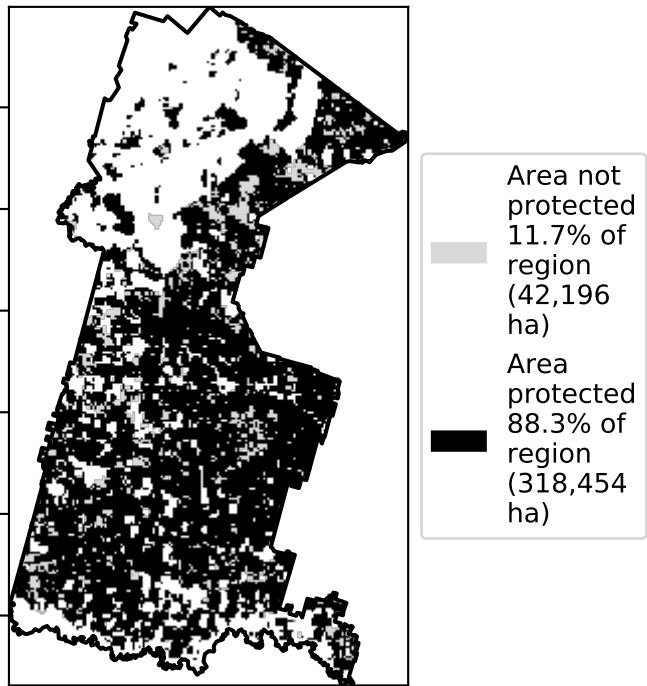 Area not
protected
11.7% of
region
(42,196
ha)
Area
protected
88.3% of
region
(318,454
ha)